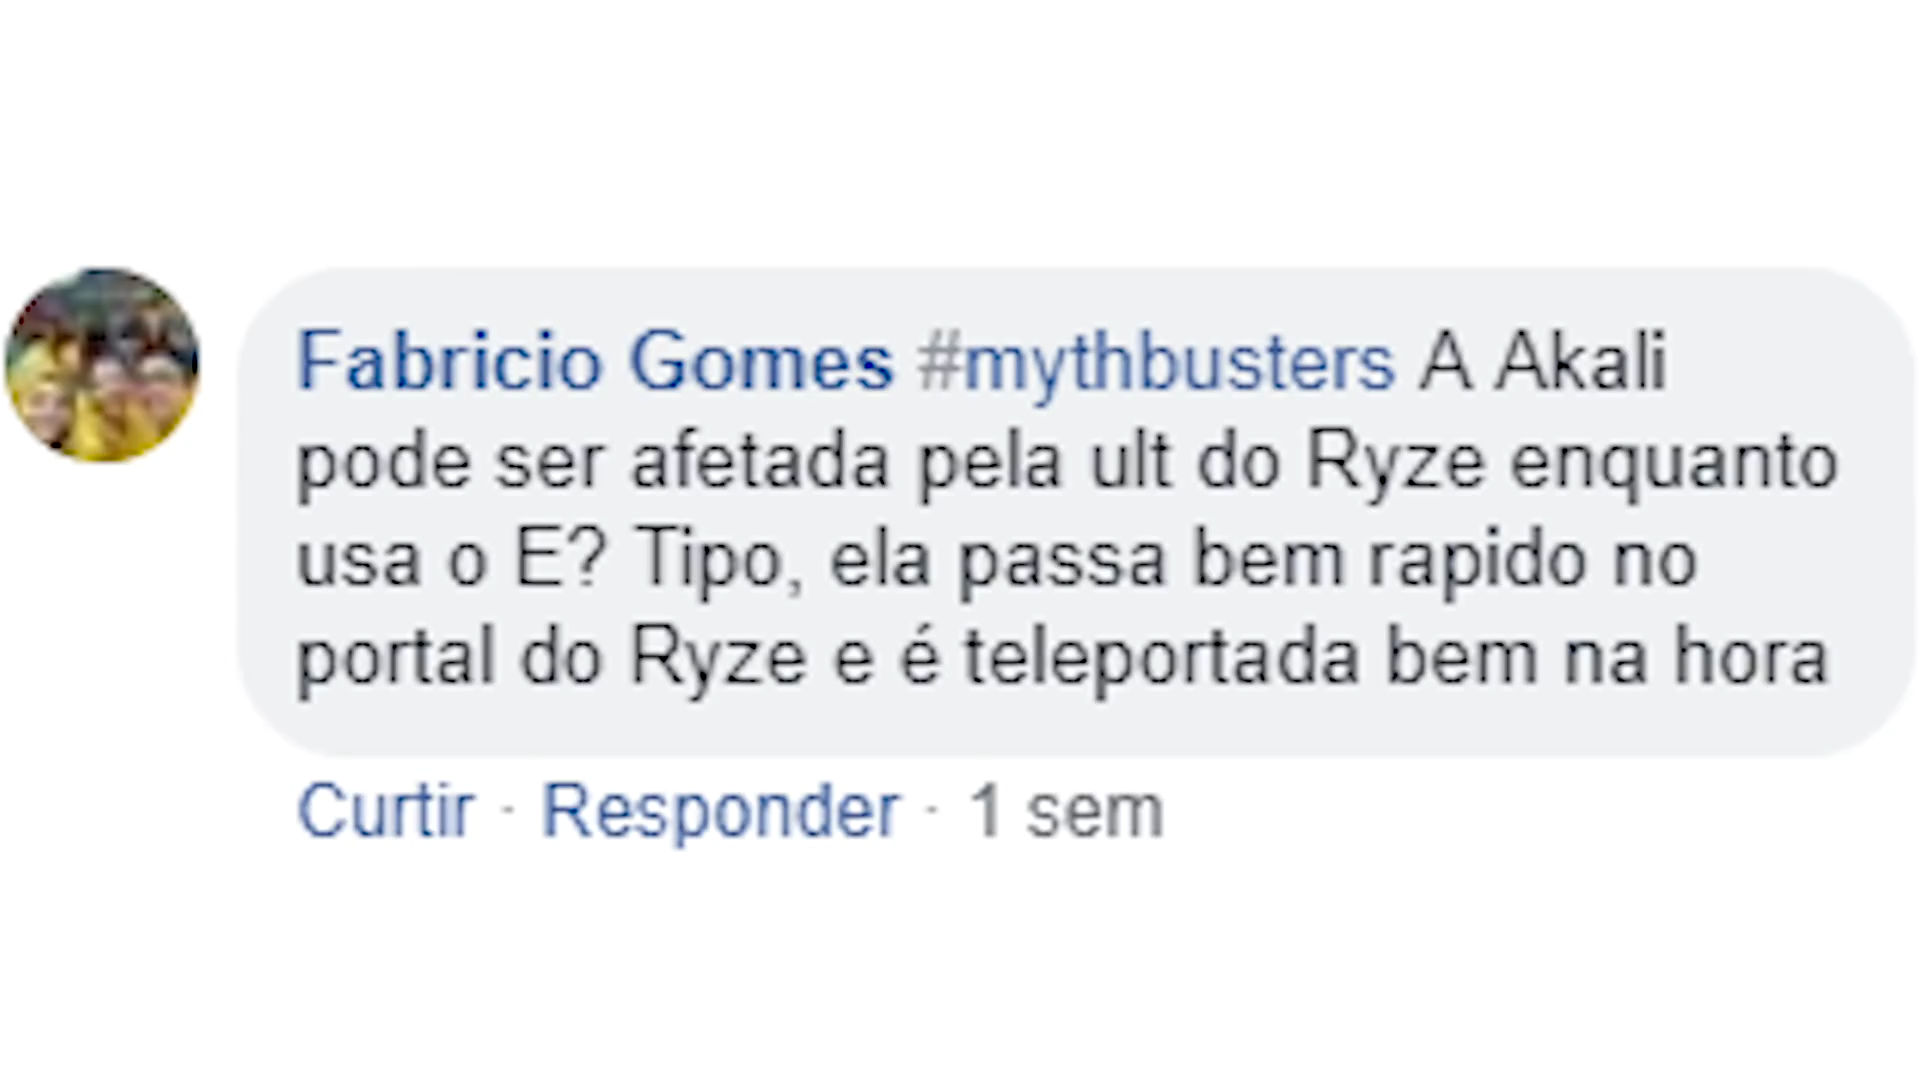 Fabricio Gomes #mythbusters A Akali
pode ser afetada pela ult do Ryze enquanto
usa o E? Tipo, ela passa bem rapido no
portal do Ryze e é teleportada bem na hora
Curtir · Responder · 1 sem